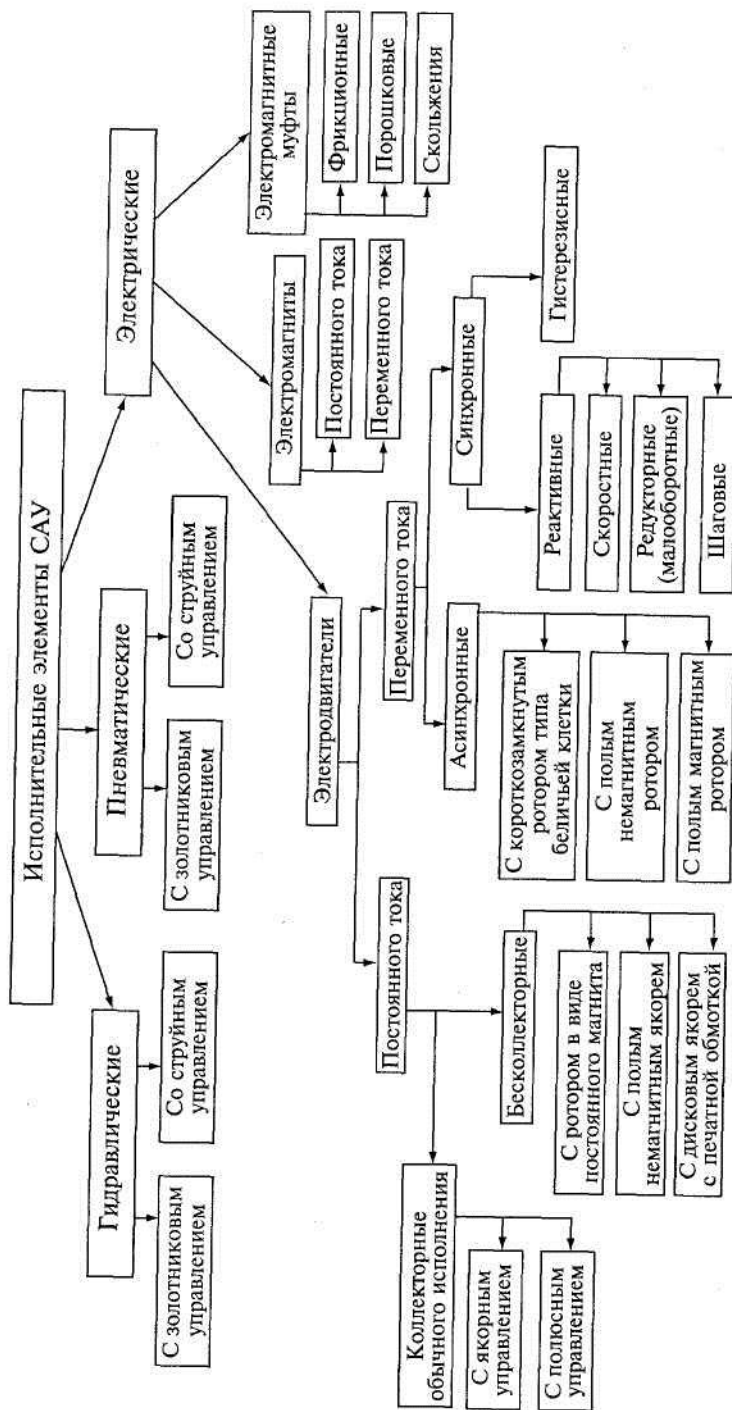 Исполнительные элементы САУ
Гидравлические
Пневматические
Электрические
С золотниковым
управлением
Со струйным
управлением
С золотниковым
управлением
Со струйным
управлением
Электродвигатели
Электромагниты
Постоянного тока
Переменного тока
Электромагнитные
муфты
Фрикционные
Порошковые
Скольжения
Постоянного тока
Переменного тока
Коллекторные
обычного исполнения
С якорным
управлением
С полюсным
управлением
Бесколлекторные
С ротором в виде
постоянного магнита
С полым
немагнитным якорем
С дисковым якорем
с печатной обмоткой
Асинхронные
С короткозамкнутым
ротором типа
беличьей клетки
С полым
немагнитным
ротором
С полым магнитным
ротором
Синхронные
Реактивные
Скоростные
Редукторные
(малооборотные)
Шаговые
Гистерезисные